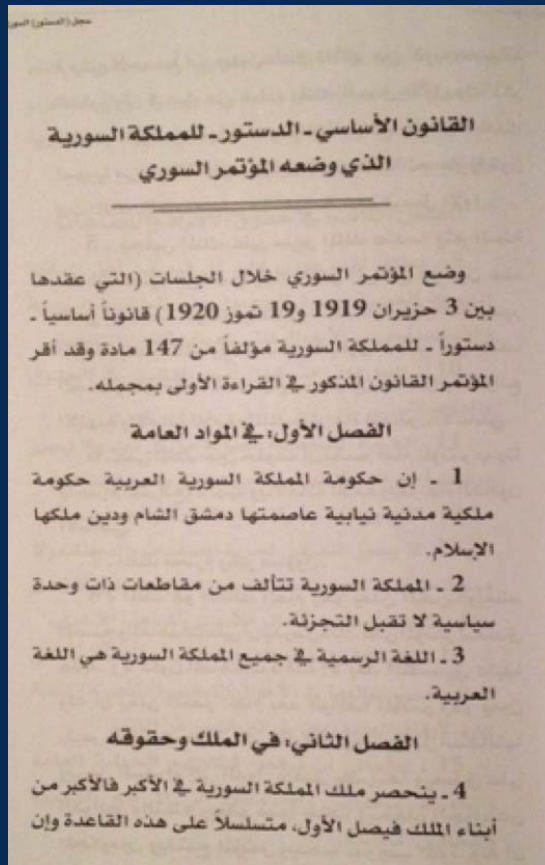 سجل (الدستور) السور
القانون الأساسي ـ الدستور ـ للمملكة السورية
الذي وضعه المؤتمر السوري
وضع المؤتمر السوري خلال الجلسات (التي عقدها
بين 3 حزيران 1919 و19 تموز 1920) قانوناً أساسياً ـ
دستوراً ـ للمملكة السورية مؤلفاً من 147 مادة وقد أقر
المؤتمر القانون المذكور في القراءة الأولى بمجمله.
الفصل الأول: في المواد العامة
1 ـ إن حكومة المملكة السورية العربية حكومة
ملكية مدنية نيابية عاصمتها دمشق الشام ودين ملكها
الإسلام.
2 ـ المملكة السورية تتألف من مقاطعات ذات وحدة
سياسية لا تقبل التجزئة.
3 ـ اللغة الرسمية في جميع المملكة السورية هي اللغة
العربية.
الفصل الثاني: في الملك وحقوقه
4 ـ ينحصر ملك المملكة السورية في الأكبر فالأكبر من
أبناء الملك فيصل الأول، متسلسلاً على هذه القاعدة وإن